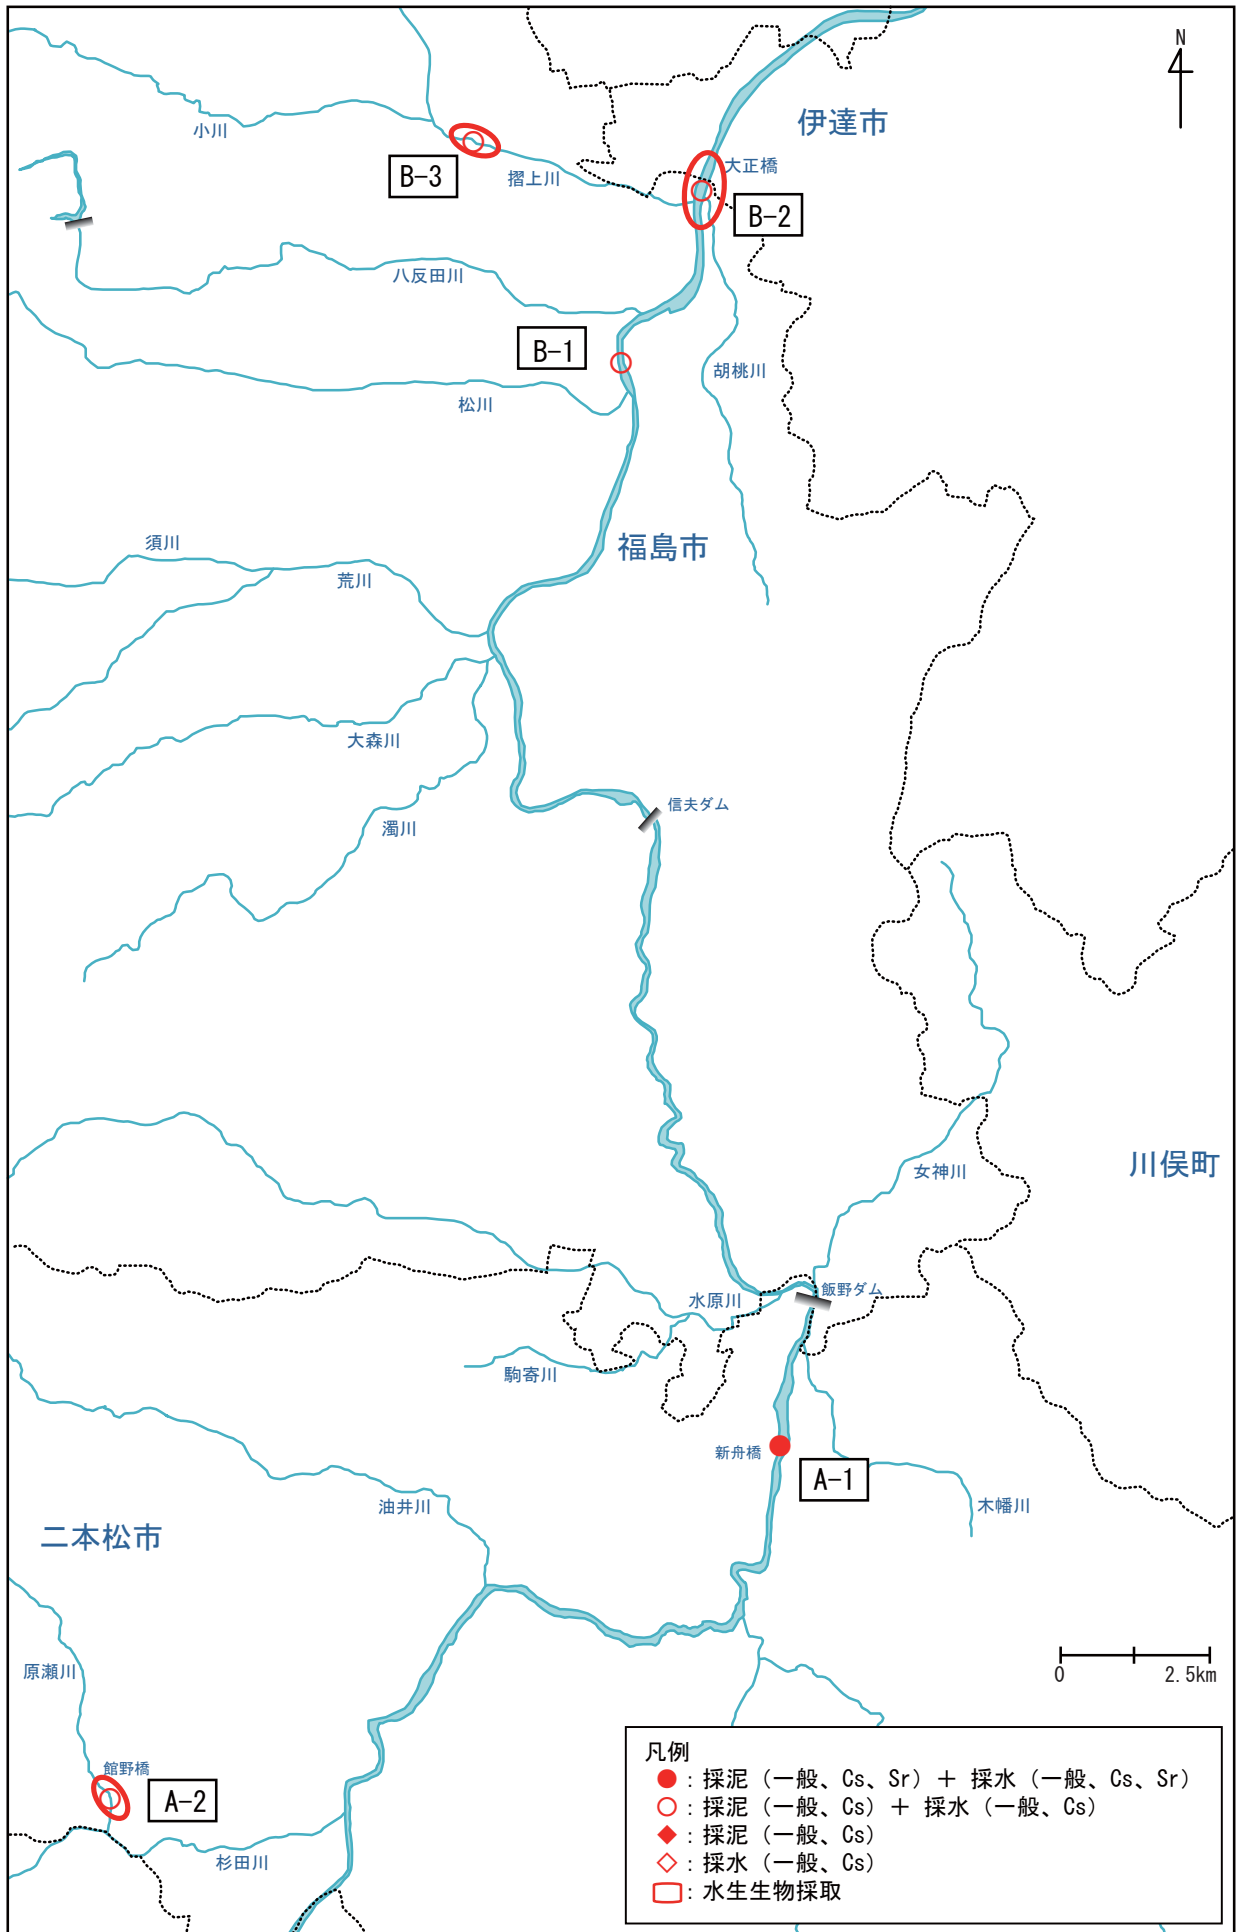 N
伊達市
小川
大正橋
B-3
摺上川
B-2
八反田川
B-1
胡桃川
松川
須川
福島市
荒川
大森川
信夫ダム
濁川
川俣町
女神川
飯野ダム
水原川
駒寄川
新舟橋
A-1
油井川
木幡川
二本松市
原瀬川
0 2.5km
館野橋
A-2
杉田川
凡例
：採泥（一般、Cs、Sr）＋ 採水（一般、Cs、Sr）
：採泥（一般、Cs）＋ 採水（一般、Cs）
：採泥（一般、Cs）
：採水（一般、Cs）
：水生生物採取